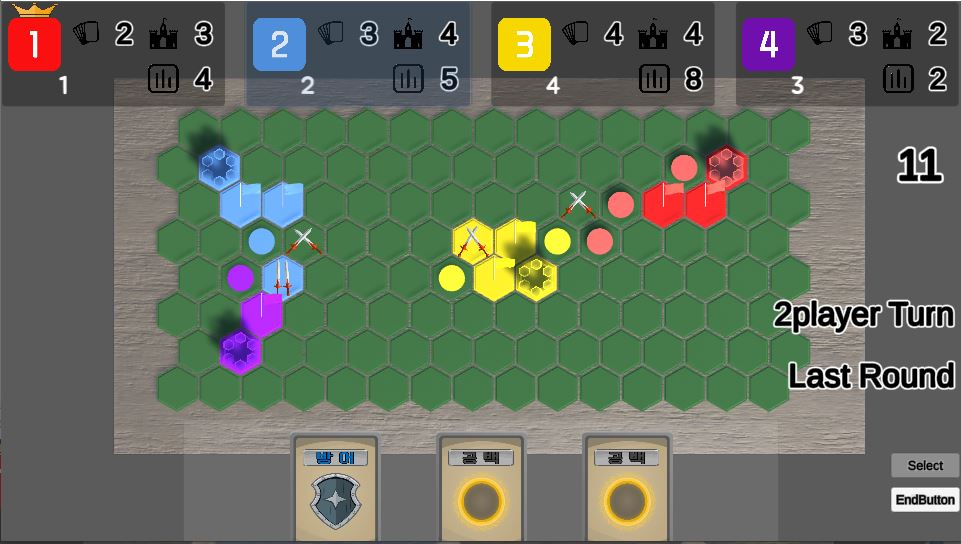 1 2 3
4
1
2 3 4
5
2
3 4 4
8
4
4 3 2
2
3
11
2player Turn
Last Round
방 어
공 백
공 백
Select
EndButton